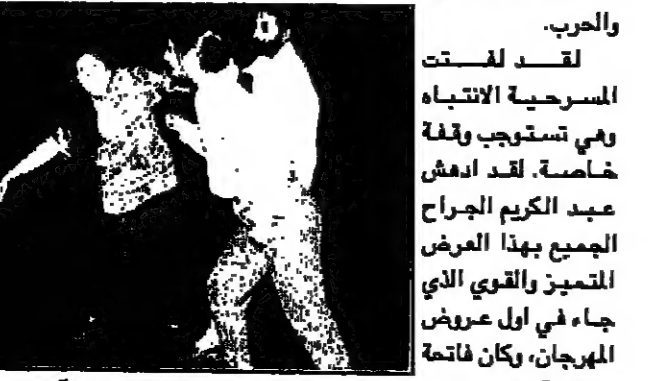 والحرب.
لقد لفتت
المسرحية الانتباه
وهي تستوجب وقفة
خاصة. لقد ادهش
عبد الكريم الجراح
الجميع بهذا العرض
المتميز والقوي الذي
جاء في اول عروض
المهرجان، وكان فاتحة